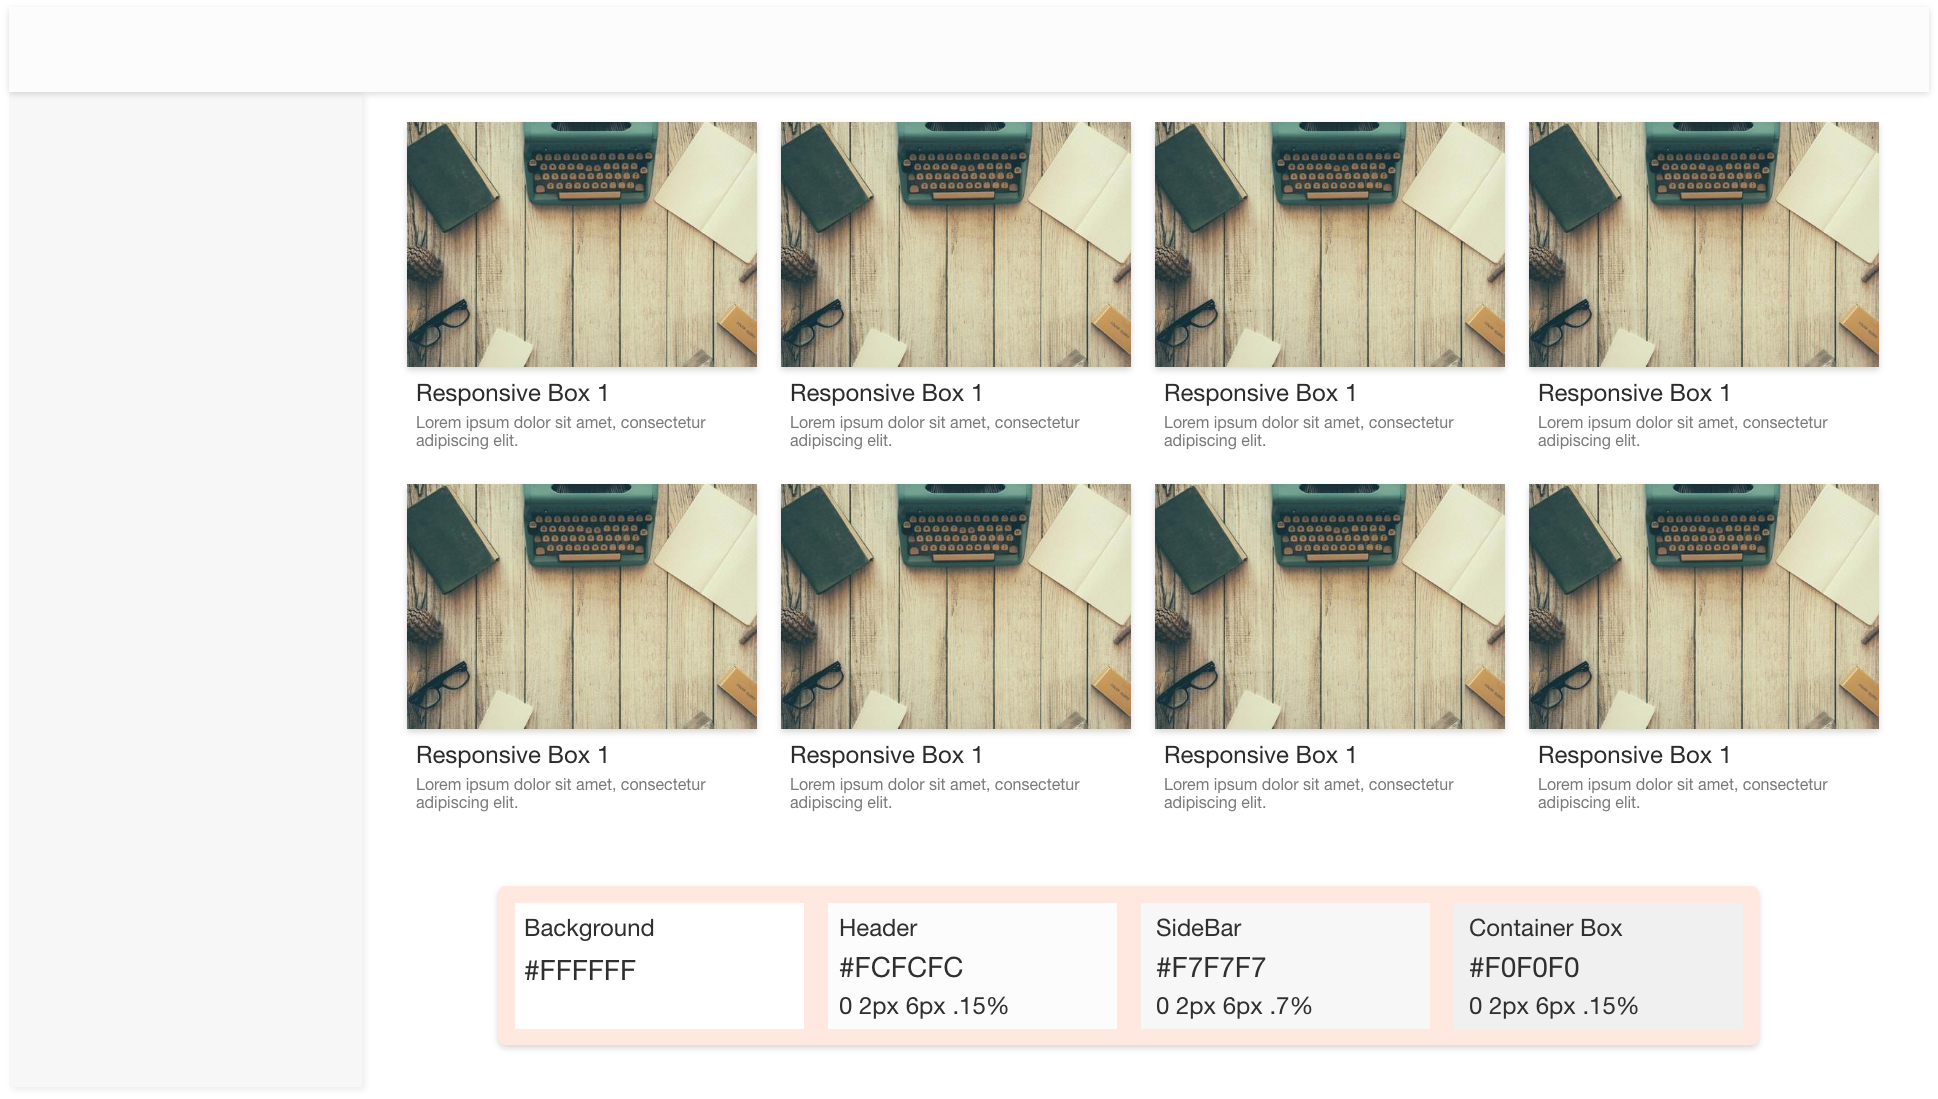 Responsive Box 1
Lorem ipsum dolor sit amet, consectetur
adipiscing elit.
Responsive Box 1
Lorem ipsum dolor sit amet, consectetur
adipiscing elit.
Responsive Box 1
Lorem ipsum dolor sit amet, consectetur
adipiscing elit.
Responsive Box 1
Lorem ipsum dolor sit amet, consectetur
adipiscing elit.
Responsive Box 1
Lorem ipsum dolor sit amet, consectetur
adipiscing elit.
Responsive Box 1
Lorem ipsum dolor sit amet, consectetur
adipiscing elit.
Responsive Box 1
Lorem ipsum dolor sit amet, consectetur
adipiscing elit.
Responsive Box 1
Lorem ipsum dolor sit amet, consectetur
adipiscing elit.
Background
#FFFFFF
Header
#FCFCFC
0 2px 6px .15%
SideBar
#F7F7F7
0 2px 6px .7%
Container Box
#F0F0F0
0 2px 6px .15%